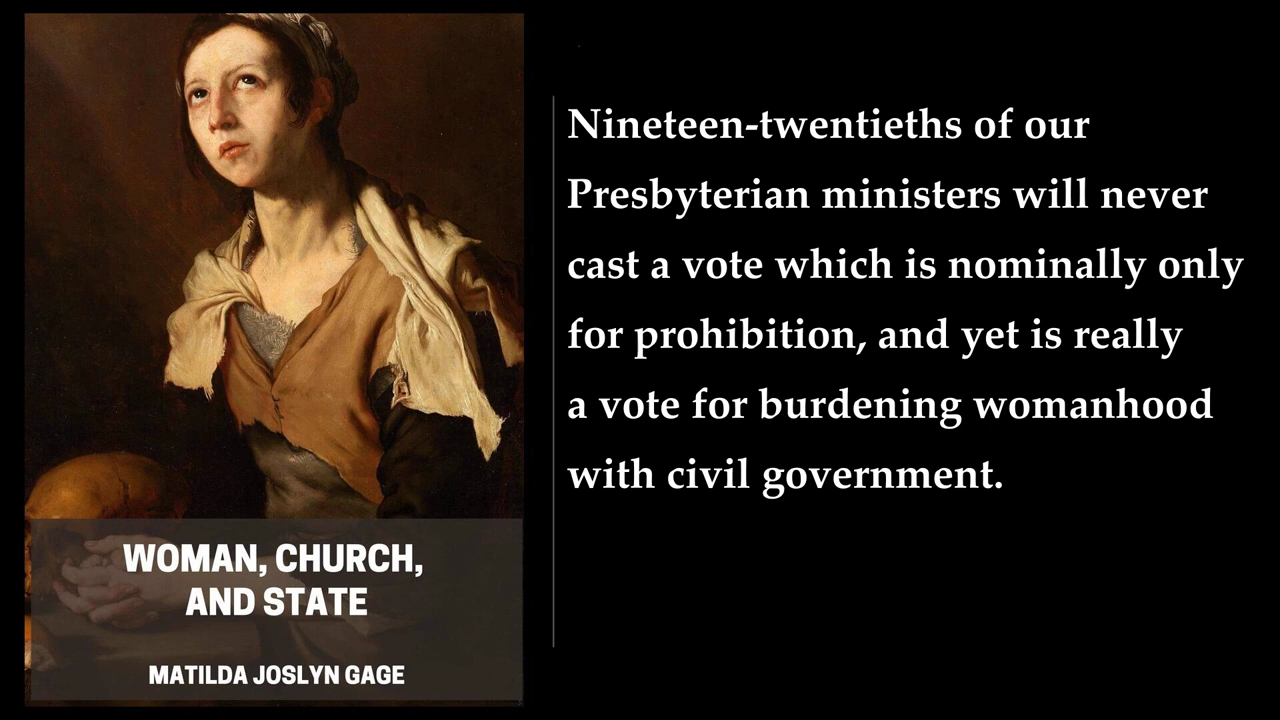 Nineteen-twentieths of our
Presbyterian ministers will never
cast a vote which is nominally only
for prohibition, and yet is really
a vote for burdening womanhood
with civil government.
WOMAN, CHURCH,
AND STATE
MATILDA JOSLYN GAGE